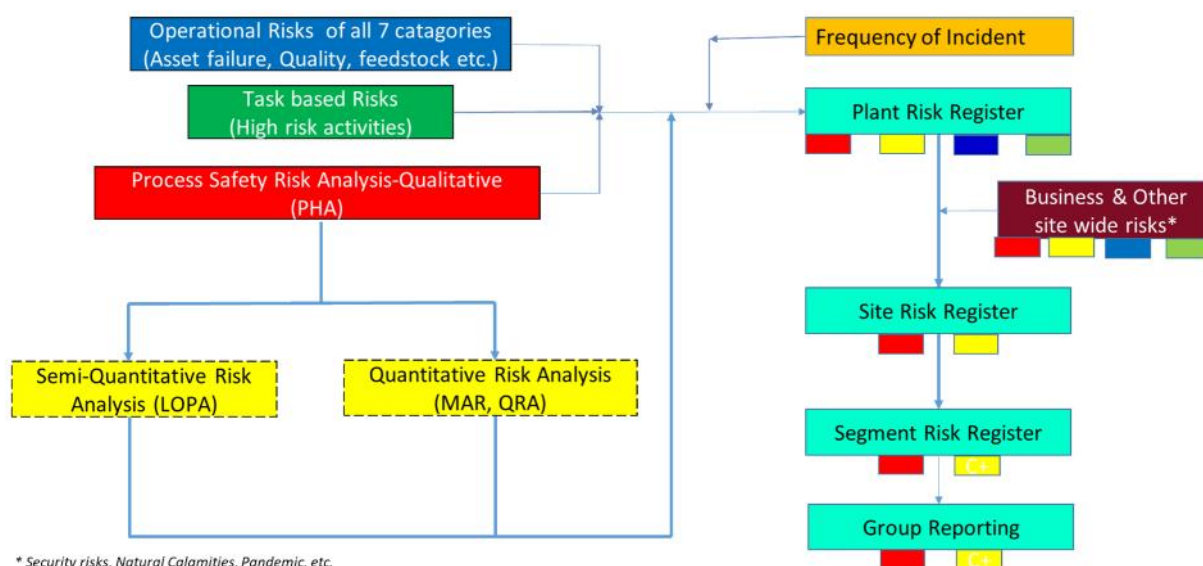 Operational Risks of all 7 catagories
(Asset failure, Quality, feedstock etc.)
Frequency of Incident
Task based Risks
(High risk activities)
Plant Risk Register
Process Safety Risk Analysis-Qualitative
(PHA)
Business & Other
site wide risks*
Site Risk Register
Semi-Quantitative Risk
Analysis (LOPA)
Quantitative Risk Analysis
(MAR, QRA)
Segment Risk Register
C+
Group Reporting
C+
* Security risks, Natural Calamities, Pandemic, etc.